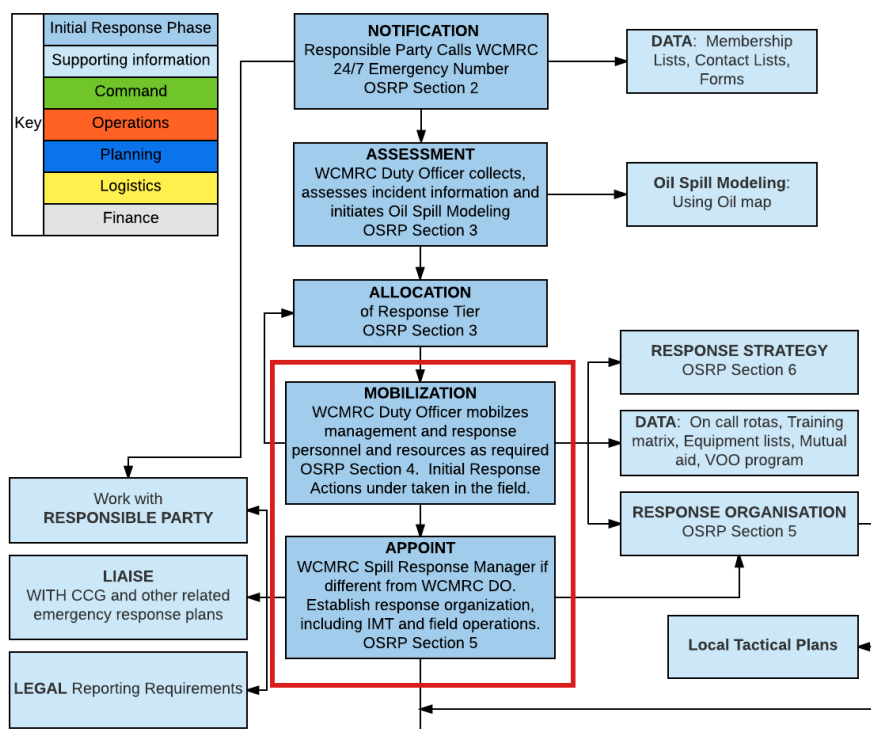 Key
Initial Response Phase
Supporting information
Command
Operations
Planning
Logistics
Finance
NOTIFICATION
Responsible Party Calls WCMRC
24/7 Emergency Number
OSRP Section 2
DATA: Membership
Lists, Contact Lists,
Forms
ASSESSMENT
WCMRC Duty Officer collects,
assesses incident information and
initiates Oil Spill Modeling
OSRP Section 3
Oil Spill Modeling:
Using Oil map
ALLOCATION
of Response Tier
OSRP Section 3
MOBILIZATION
WCMRC Duty Officer mobilzes
management and response
personnel and resources as required
OSRP Section 4. Initial Response
Actions under taken in the field.
RESPONSE STRATEGY
OSRP Section 6
DATA: On call rotas, Training
matrix, Equipment lists, Mutual
aid, VOO program
RESPONSE ORGANISATION
OSRP Section 5
Work with
RESPONSIBLE PARTY
LIAISE
WITH CCG and other related
emergency response plans
LEGAL Reporting Requirements
APPOINT
WCMRC Spill Response Manager if
different from WCMRC DO.
Establish response organization,
including IMT and field operations.
OSRP Section 5
Local Tactical Plans